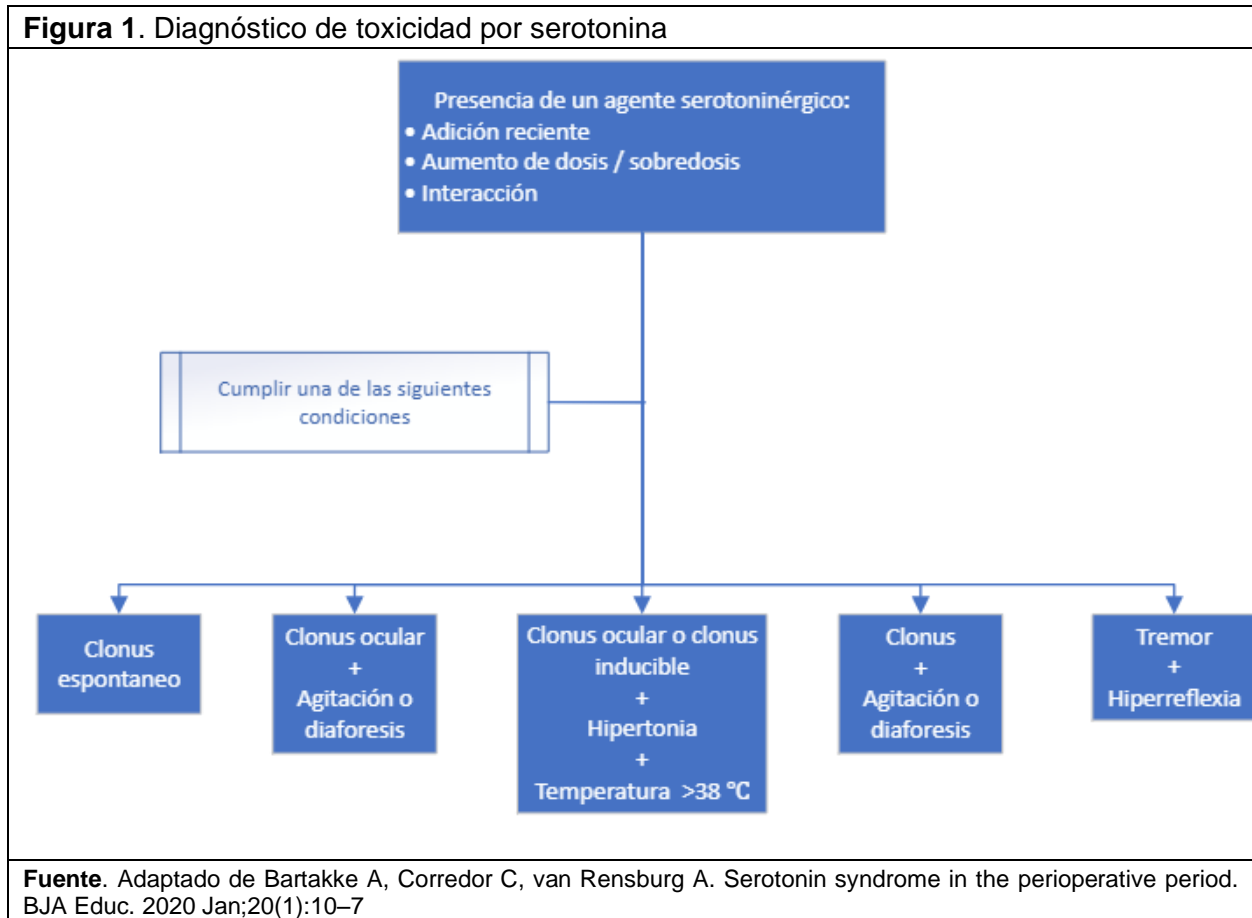 Figura 1. Diagnóstico de toxicidad por serotonina
Presencia de un agente serotoninérgico:
• Adición reciente
• Aumento de dosis / sobredosis
• Interacción
Cumplir una de las siguientes
condiciones
Clonus
espontaneo
Clonus ocular
+
Agitación o
diaforesis
Clonus ocular o clonus
inducible
+
Hipertonia
+
Temperatura >38 °C
Clonus
+
Agitación o
diaforesis
Tremor
+
Hiperreflexia
Fuente. Adaptado de Bartakke A, Corredor C, van Rensburg A. Serotonin syndrome in the perioperative period.
BJA Educ. 2020 Jan;20(1):10–7